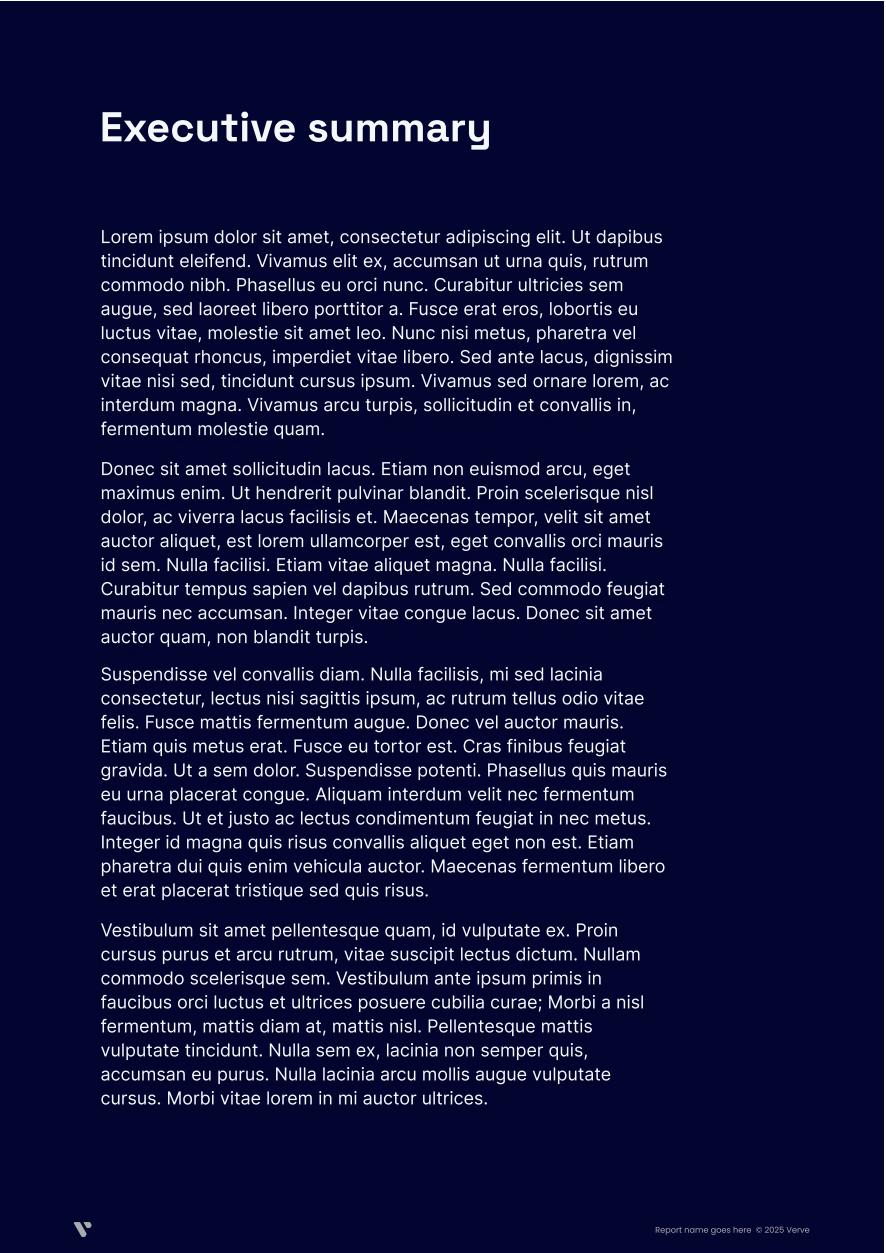 Executive summary
Lorem ipsum dolor sit amet, consectetur adipiscing elit. Ut dapibus
tincidunt eleifend. Vivamus elit ex, accumsan ut urna quis, rutrum
commodo nibh. Phasellus eu orci nunc. Curabitur ultricies sem
augue, sed laoreet libero porttitor a. Fusce erat eros, lobortis eu
luctus vitae, molestie sit amet leo. Nunc nisi metus, pharetra vel
consequat rhoncus, imperdiet vitae libero. Sed ante lacus, dignissim
vitae nisi sed, tincidunt cursus ipsum. Vivamus sed ornare lorem, ac
interdum magna. Vivamus arcu turpis, sollicitudin et convallis in,
fermentum molestie quam.
Donec sit amet sollicitudin lacus. Etiam non euismod arcu, eget
maximus enim. Ut hendrerit pulvinar blandit. Proin scelerisque nisl
dolor, ac viverra lacus facilisis et. Maecenas tempor, velit sit amet
auctor aliquet, est lorem ullamcorper est, eget convallis orci mauris
id sem. Nulla facilisi. Etiam vitae aliquet magna. Nulla facilisi.
Curabitur tempus sapien vel dapibus rutrum. Sed commodo feugiat
mauris nec accumsan. Integer vitae congue lacus. Donec sit amet
auctor quam, non blandit turpis.
Suspendisse vel convallis diam. Nulla facilisis, mi sed lacinia
consectetur, lectus nisi sagittis ipsum, ac rutrum tellus odio vitae
felis. Fusce mattis fermentum augue. Donec vel auctor mauris.
Etiam quis metus erat. Fusce eu tortor est. Cras finibus feugiat
gravida. Ut a sem dolor. Suspendisse potenti. Phasellus quis mauris
eu urna placerat congue. Aliquam interdum velit nec fermentum
faucibus. Ut et justo ac lectus condimentum feugiat in nec metus.
Integer id magna quis risus convallis aliquet eget non est. Etiam
pharetra dui quis enim vehicula auctor. Maecenas fermentum libero
et erat placerat tristique sed quis risus.
Vestibulum sit amet pellentesque quam, id vulputate ex. Proin
cursus purus et arcu rutrum, vitae suscipit lectus dictum. Nullam
commodo scelerisque sem. Vestibulum ante ipsum primis in
faucibus orci luctus et ultrices posuere cubilia curae; Morbi a nisl
fermentum, mattis diam at, mattis nisl. Pellentesque mattis
vulputate tincidunt. Nulla sem ex, lacinia non semper quis,
accumsan eu purus. Nulla lacinia arcu mollis augue vulputate
cursus. Morbi vitae lorem in mi auctor ultrices.
Report name goes here © 2025 Verve